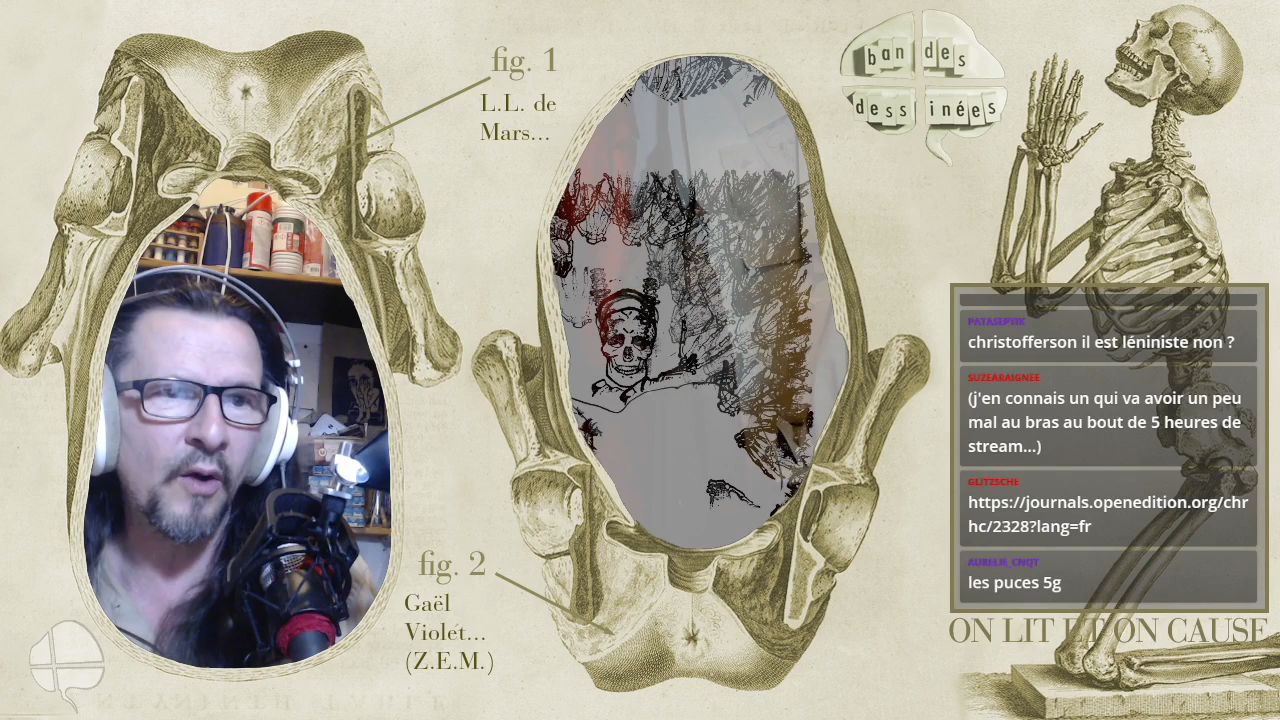 fig. 1
L.L. de
Mars...
ban des
dess inées
PATASEPTIK
christofferson il est léniniste non ?
SUZEARAIGNEE
(j'en connais un qui va avoir un peu
mal au bras au bout de 5 heures de
stream...)
GLITZSCHE
https://journals.openedition.org/chr
hc/2328?lang=fr
AURELIE_CNQT
les puces 5g
fig. 2
Gaël
Violet...
(Z.E.M.)
ON LIT ET ON CAUSE